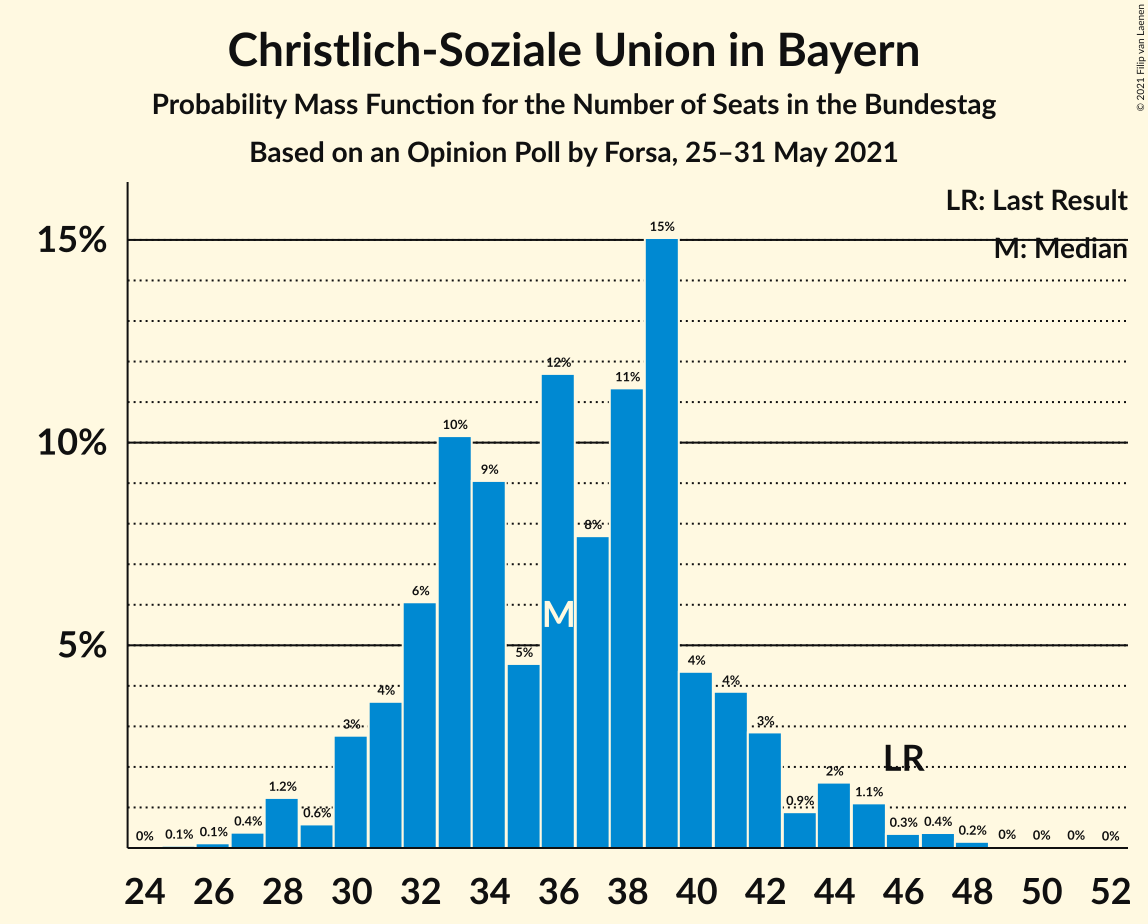 Christlich-Soziale Union in Bayern
Probability Mass Function for the Number of Seats in the Bundestag
Based on an Opinion Poll by Forsa, 25–31 May 2021
© 2021 Filip van Laenen
LR: Last Result
M: Median
15%
10%
5%
0% 0.1% 0.1% 0.4% 1.2% 0.6% 3% 4% 6% 10% 9% 5% 12% 8% 11% 15% 4% 4% 3% 0.9% 2% 1.1% 0.3% 0.4% 0.2% 0% 0% 0% 0%
M
LR
24 26 28 30 32 34 36 38 40 42 44 46 48 50 52